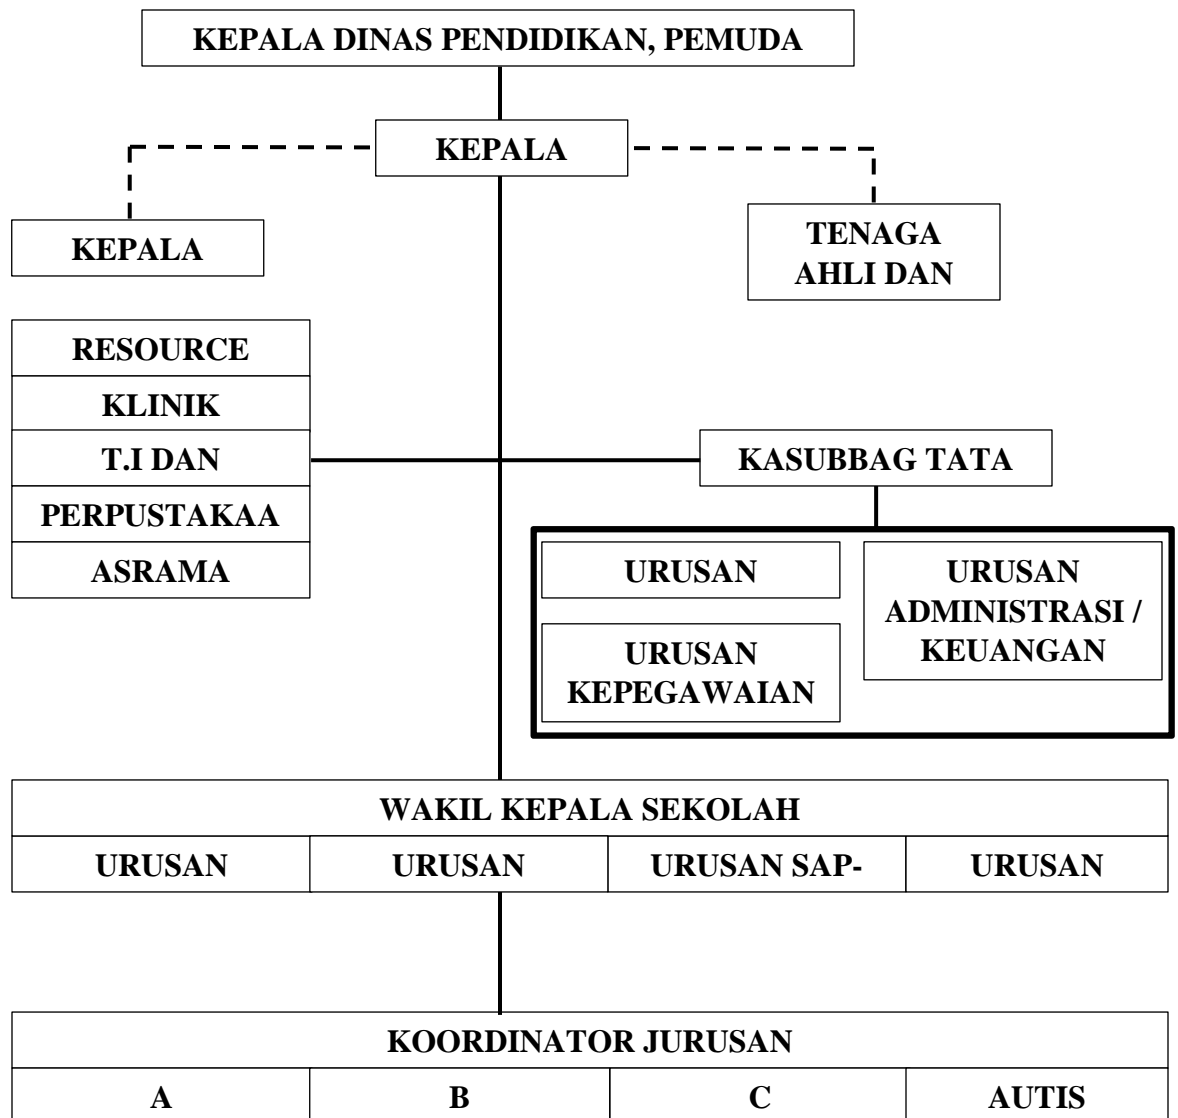 KEPALA DINAS PENDIDIKAN, PEMUDA
KEPALA
KEPALA
TENAGA
AHLI DAN
RESOURCE
KLINIK
T.I DAN
PERPUSTAKAA
ASRAMA
KASUBBAG TATA
URUSAN
URUSAN
KEPEGAWAIAN
URUSAN
ADMINISTRASI /
KEUANGAN
WAKIL KEPALA SEKOLAH
URUSAN
URUSAN
URUSAN SAP-
URUSAN
KOORDINATOR JURUSAN
A
B
C
AUTIS